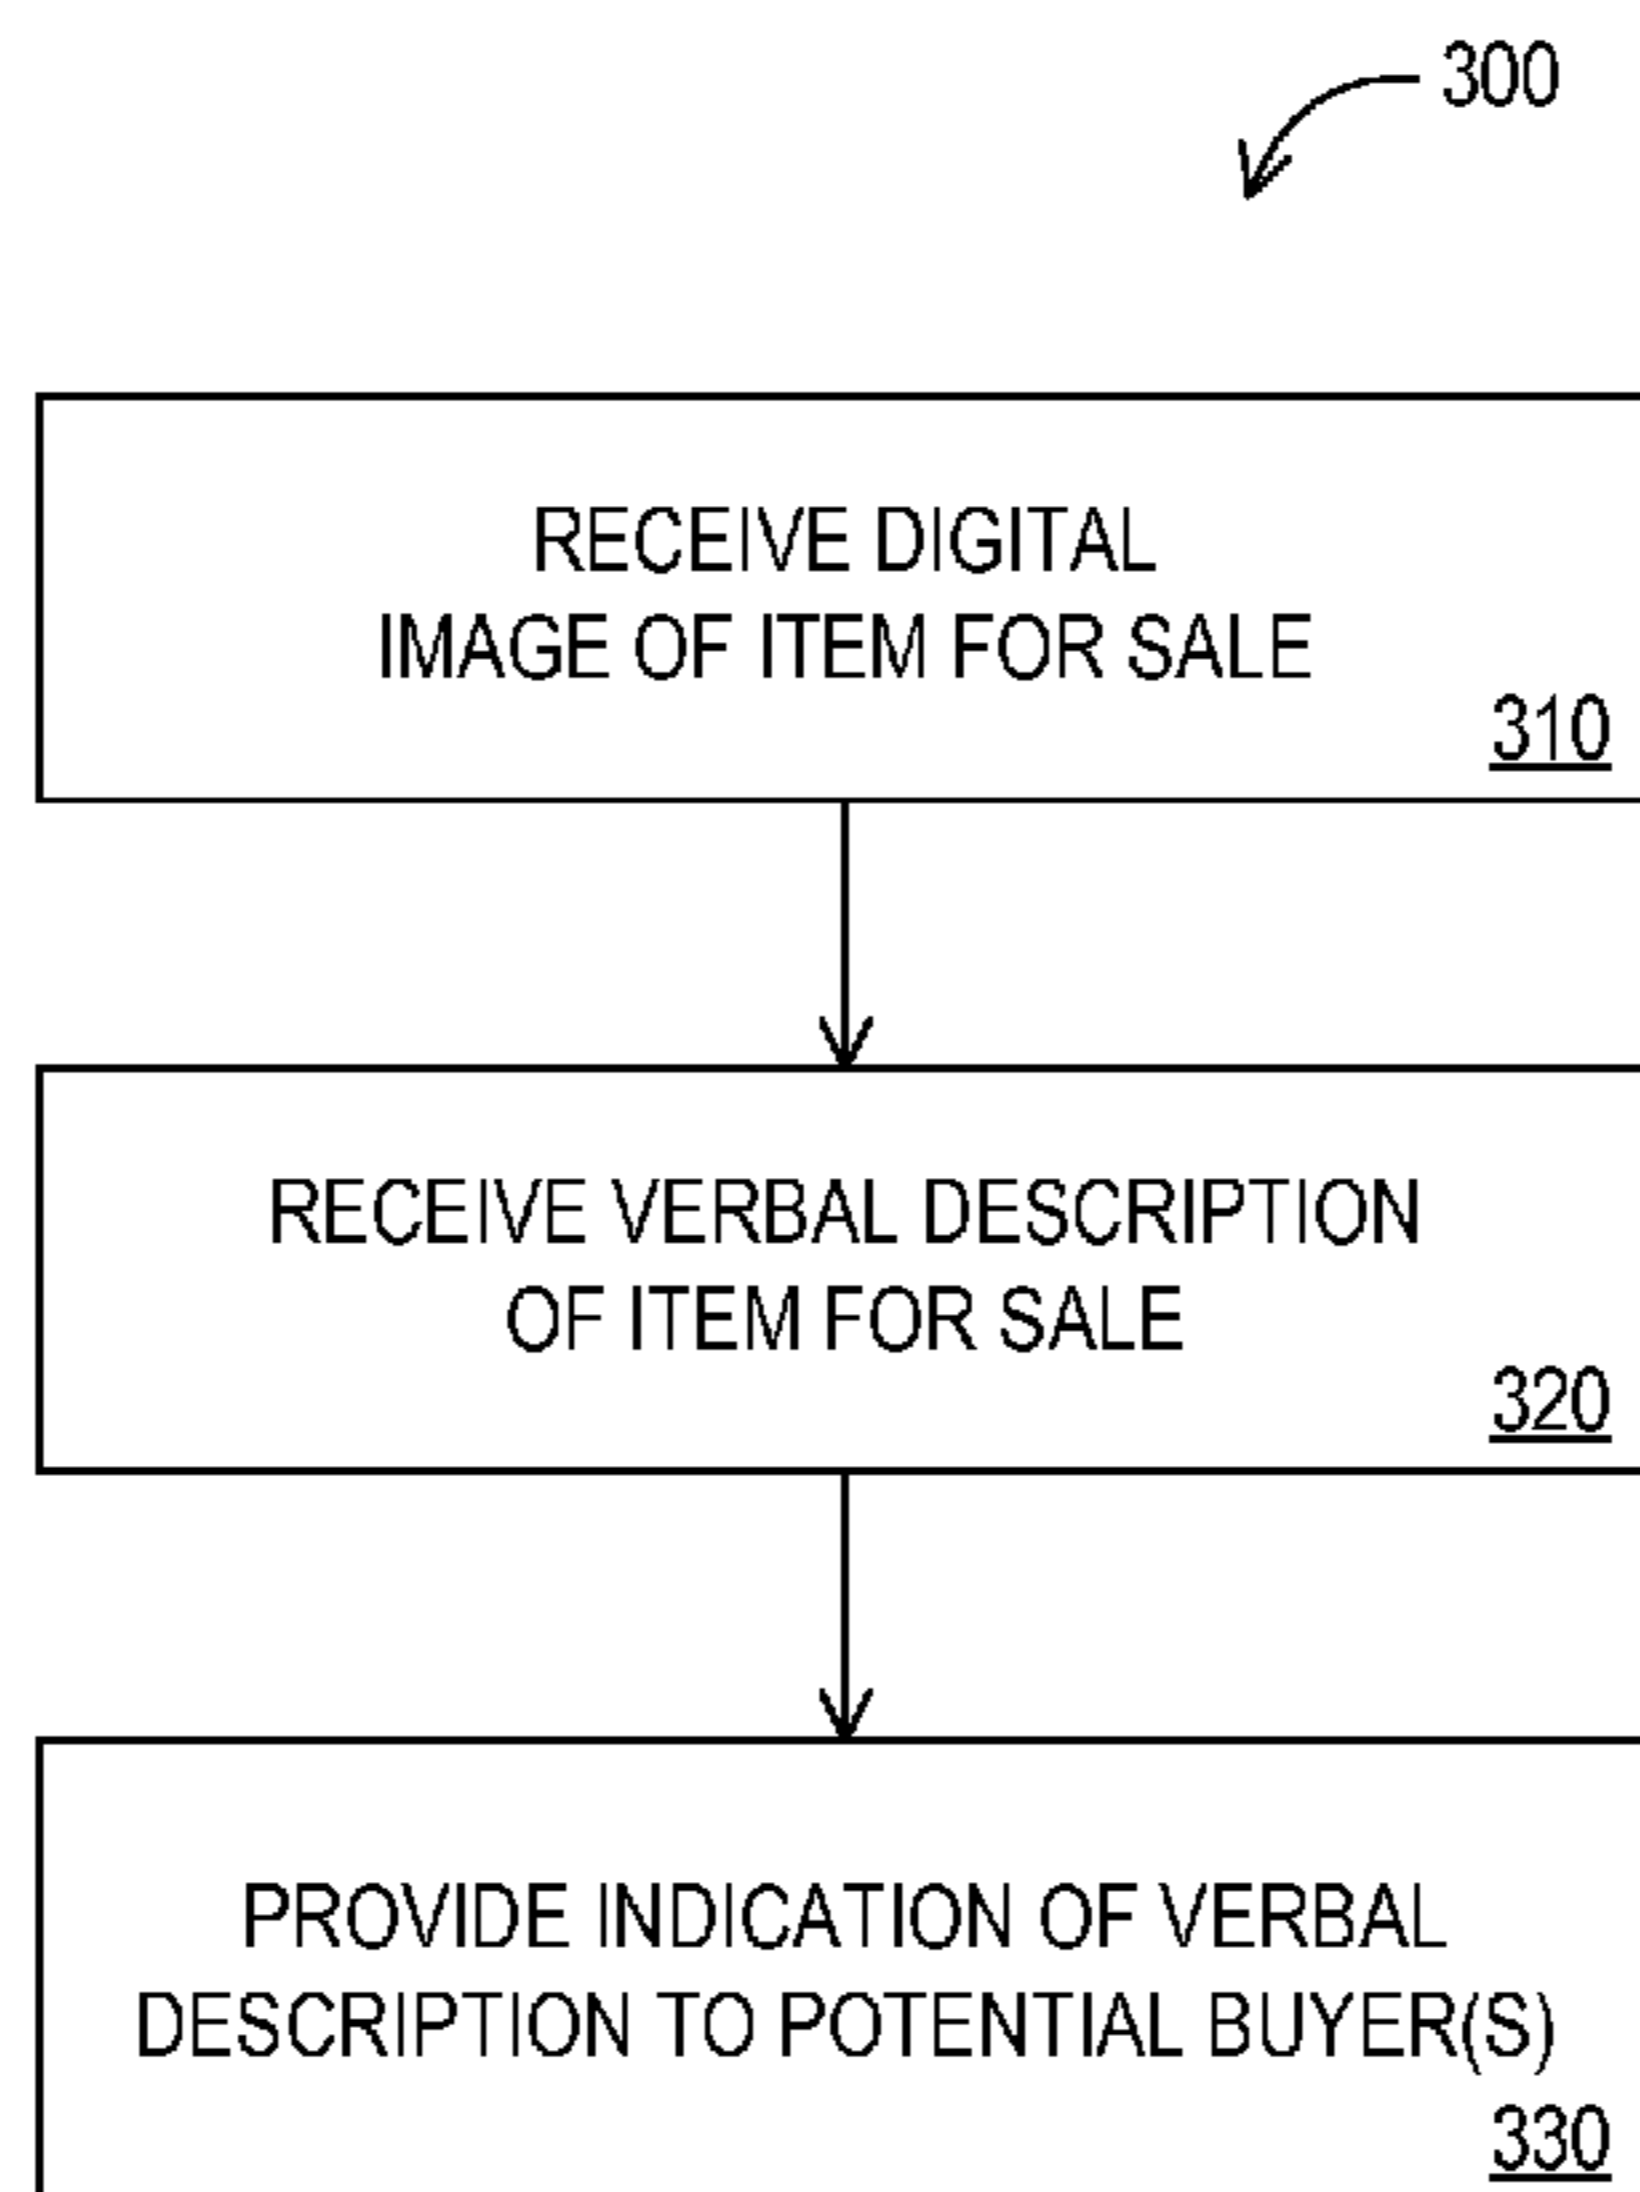 300
RECEIVE DIGITAL
IMAGE OF ITEM FOR SALE
310
RECEIVE VERBAL DESCRIPTION
OF ITEM FOR SALE
320
PROVIDE INDICATION OF VERBAL
DESCRIPTION TO POTENTIAL BUYER(S)
330